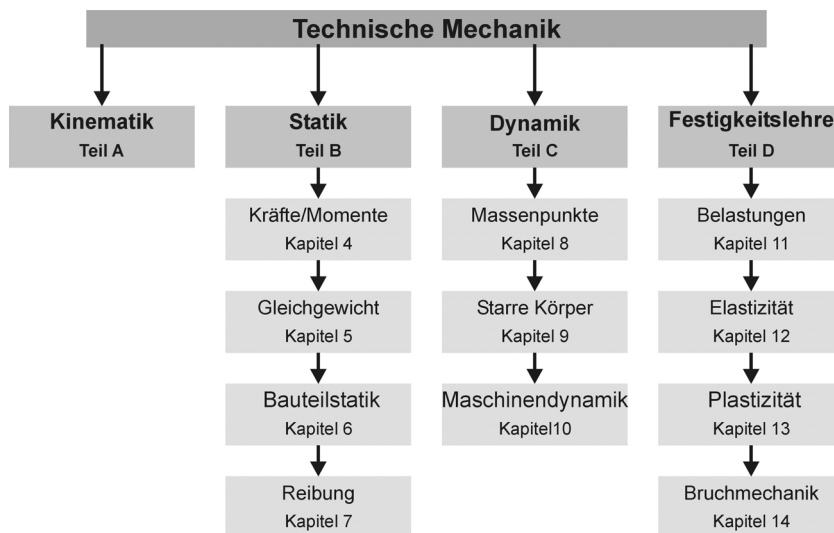 Technische Mechanik
Kinematik
Teil A
Statik
Teil B
Kräfte/Momente
Kapitel 4
Gleichgewicht
Kapitel 5
Bauteilstatik
Kapitel 6
Reibung
Kapitel 7
Dynamik
Teil C
Massenpunkte
Kapitel 8
Starre Körper
Kapitel 9
Maschinendynamik
Kapitel10
Festigkeitslehre
Teil D
Belastungen
Kapitel 11
Elastizität
Kapitel 12
Plastizität
Kapitel 13
Bruchmechanik
Kapitel 14